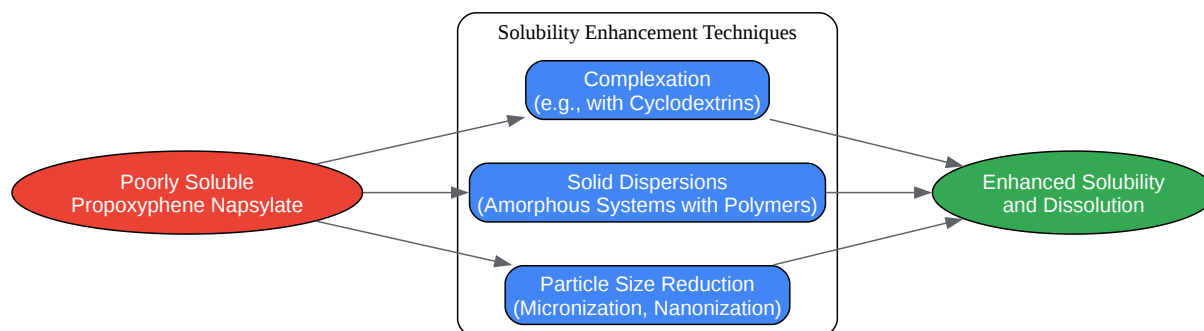 Solubility Enhancement Techniques
Complexation
(e.g., with Cyclodextrins)
Poorly Soluble
Propoxyphene Napsylate
Solid Dispersions
(Amorphous Systems with Polymers)
Enhanced Solubility
and Dissolution
Particle Size Reduction
(Micronization, Nanonization)